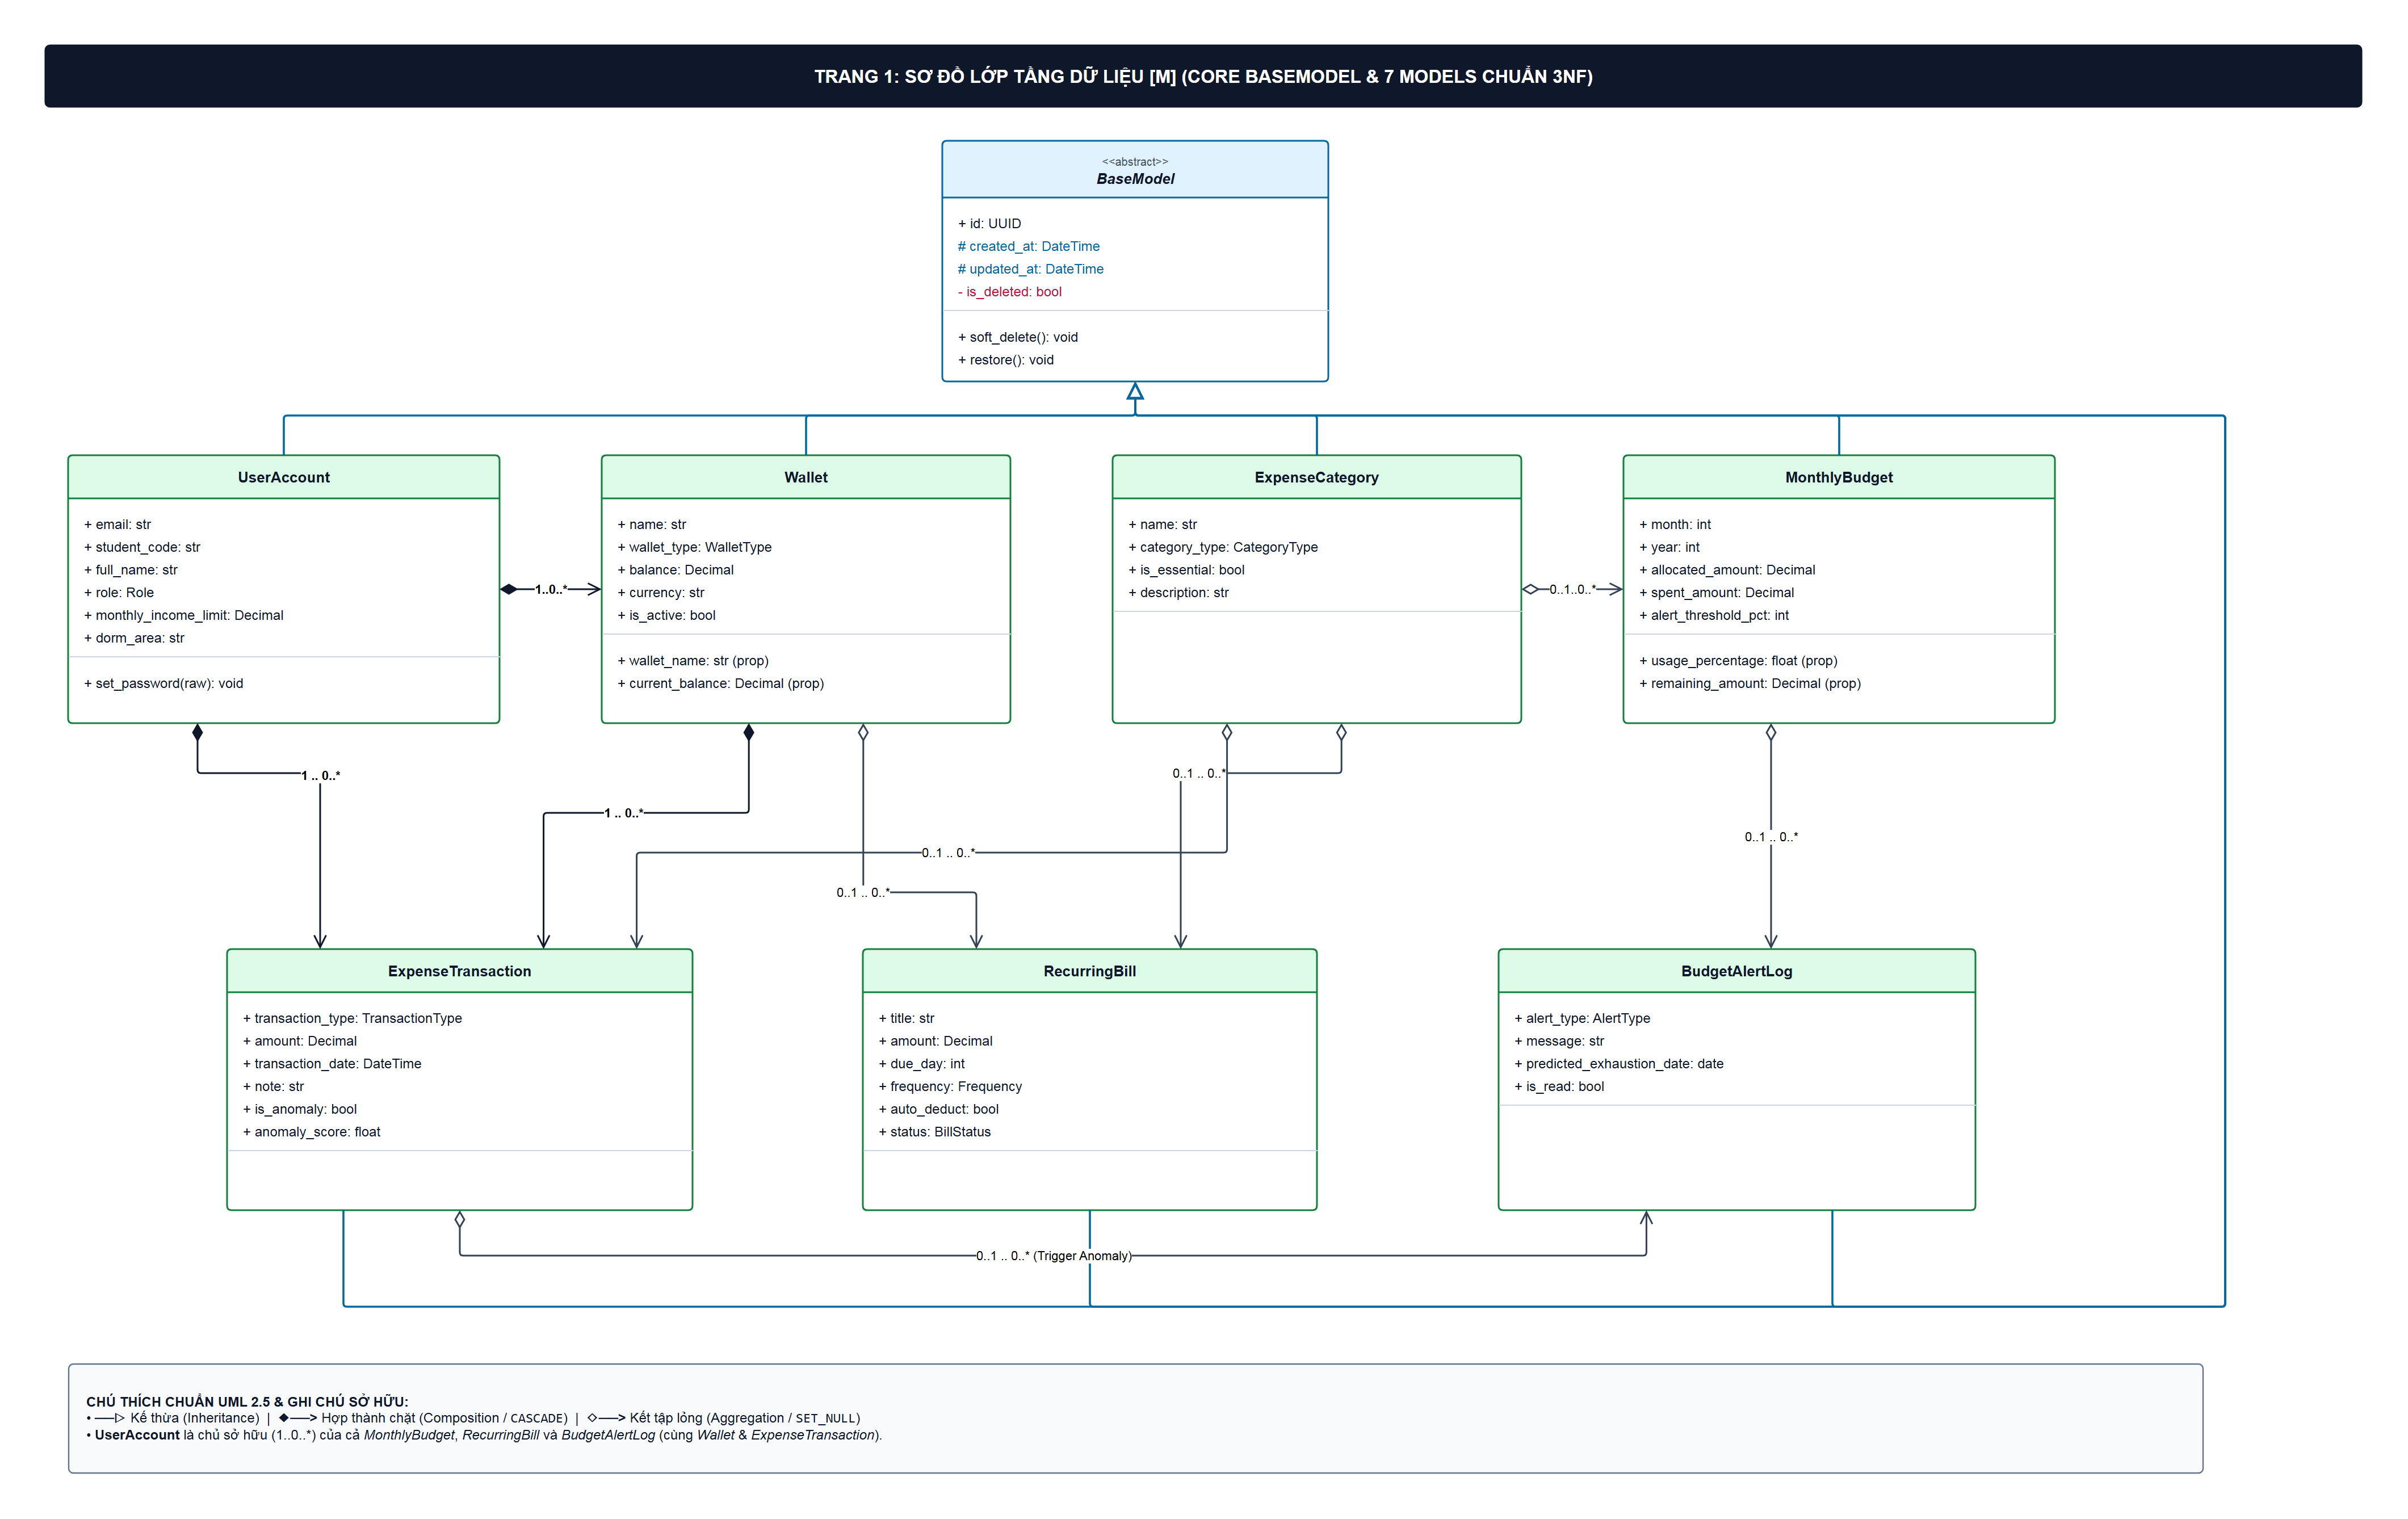 TRANG 1: SƠ ĐỒ LỚP TẦNG DỮ LIỆU [M] (CORE BASEMODEL & 7 MODELS CHUẨN 3NF)
<<abstract>>
BaseModel
+ id: UUID
# created_at: DateTime
# updated_at: DateTime
- is_deleted: bool
+ soft_delete(): void
+ restore(): void
UserAccount
+ email: str
+ student_code: str
+ full_name: str
+ role: Role
+ monthly_income_limit: Decimal
+ dorm_area: str
+ set_password(raw): void
1..0..*
Wallet
+ name: str
+ wallet_type: WalletType
+ balance: Decimal
+ currency: str
+ is_active: bool
+ wallet_name: str (prop)
+ current_balance: Decimal (prop)
ExpenseCategory
+ name: str
+ category_type: CategoryType
+ is_essential: bool
+ description: str
0..1..0..*
MonthlyBudget
+ month: int
+ year: int
+ allocated_amount: Decimal
+ spent_amount: Decimal
+ alert_threshold_pct: int
+ usage_percentage: float (prop)
+ remaining_amount: Decimal (prop)
1 .. 0..*
1 .. 0..*
0..1 .. 0..*
0..1 .. 0..*
0..1 .. 0..*
0..1 .. 0..*
ExpenseTransaction
+ transaction_type: TransactionType
+ amount: Decimal
+ transaction_date: DateTime
+ note: str
+ is_anomaly: bool
+ anomaly_score: float
RecurringBill
+ title: str
+ amount: Decimal
+ due_day: int
+ frequency: Frequency
+ auto_deduct: bool
+ status: BillStatus
BudgetAlertLog
+ alert_type: AlertType
+ message: str
+ predicted_exhaustion_date: date
+ is_read: bool
0..1 .. 0..* (Trigger Anomaly)
CHÚ THÍCH CHUẨN UML 2.5 & GHI CHÚ SỞ HỮU:
• ──▷ Kế thừa (Inheritance) | ◆──> Hợp thành chặt (Composition / CASCADE) | ◇──> Kết tập lỏng (Aggregation / SET_NULL)
• UserAccount là chủ sở hữu (1..0..*) của cả MonthlyBudget, RecurringBill và BudgetAlertLog (cùng Wallet & ExpenseTransaction).